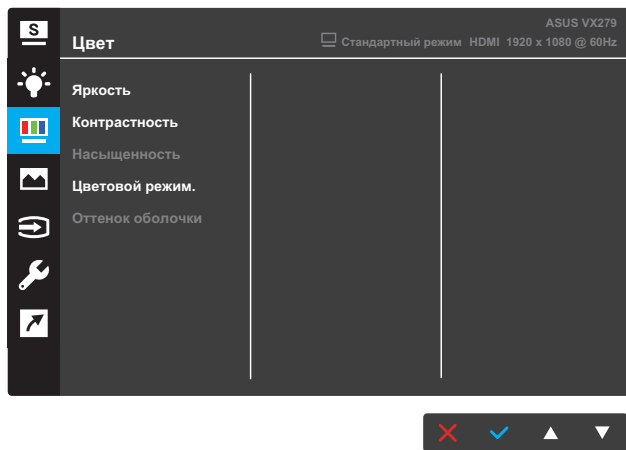 S
ASUS VX279
Цвет
Стандартный режим HDMI 1920 x 1080 @ 60Hz
Яркость
Контрастность
Насыщенность
Цветовой режим.
Оттенок оболочки